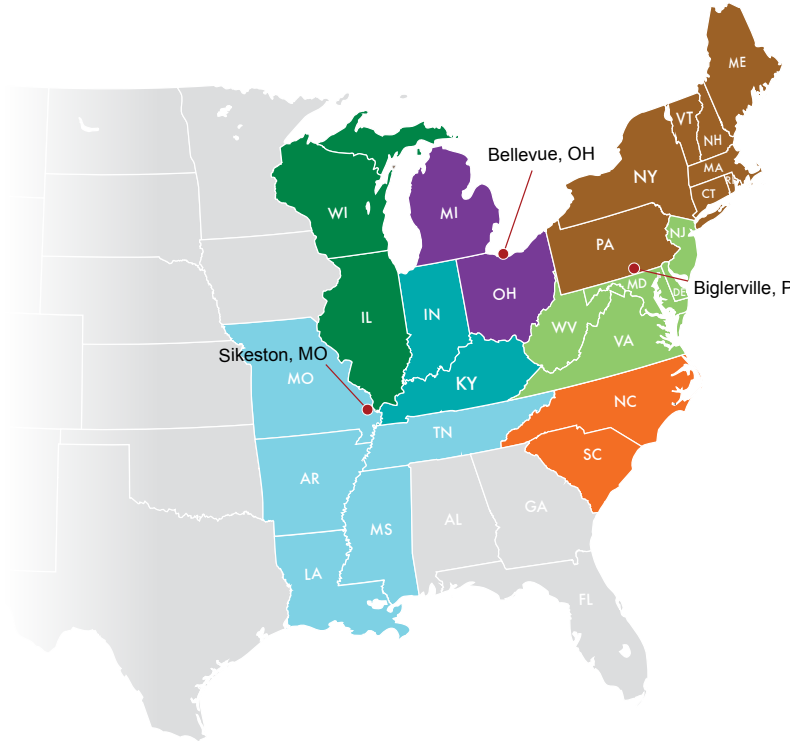 ME
VT
NH
Bellevue, OH
MA
NY
CT
RI
WI
MI
NJ
PA
MD
DE
Biglerville, P
OH
IN
IL
WV
VA
Sikeston, MO
MO
KY
NC
TN
SC
AR
GA
AL
MS
LA
FL